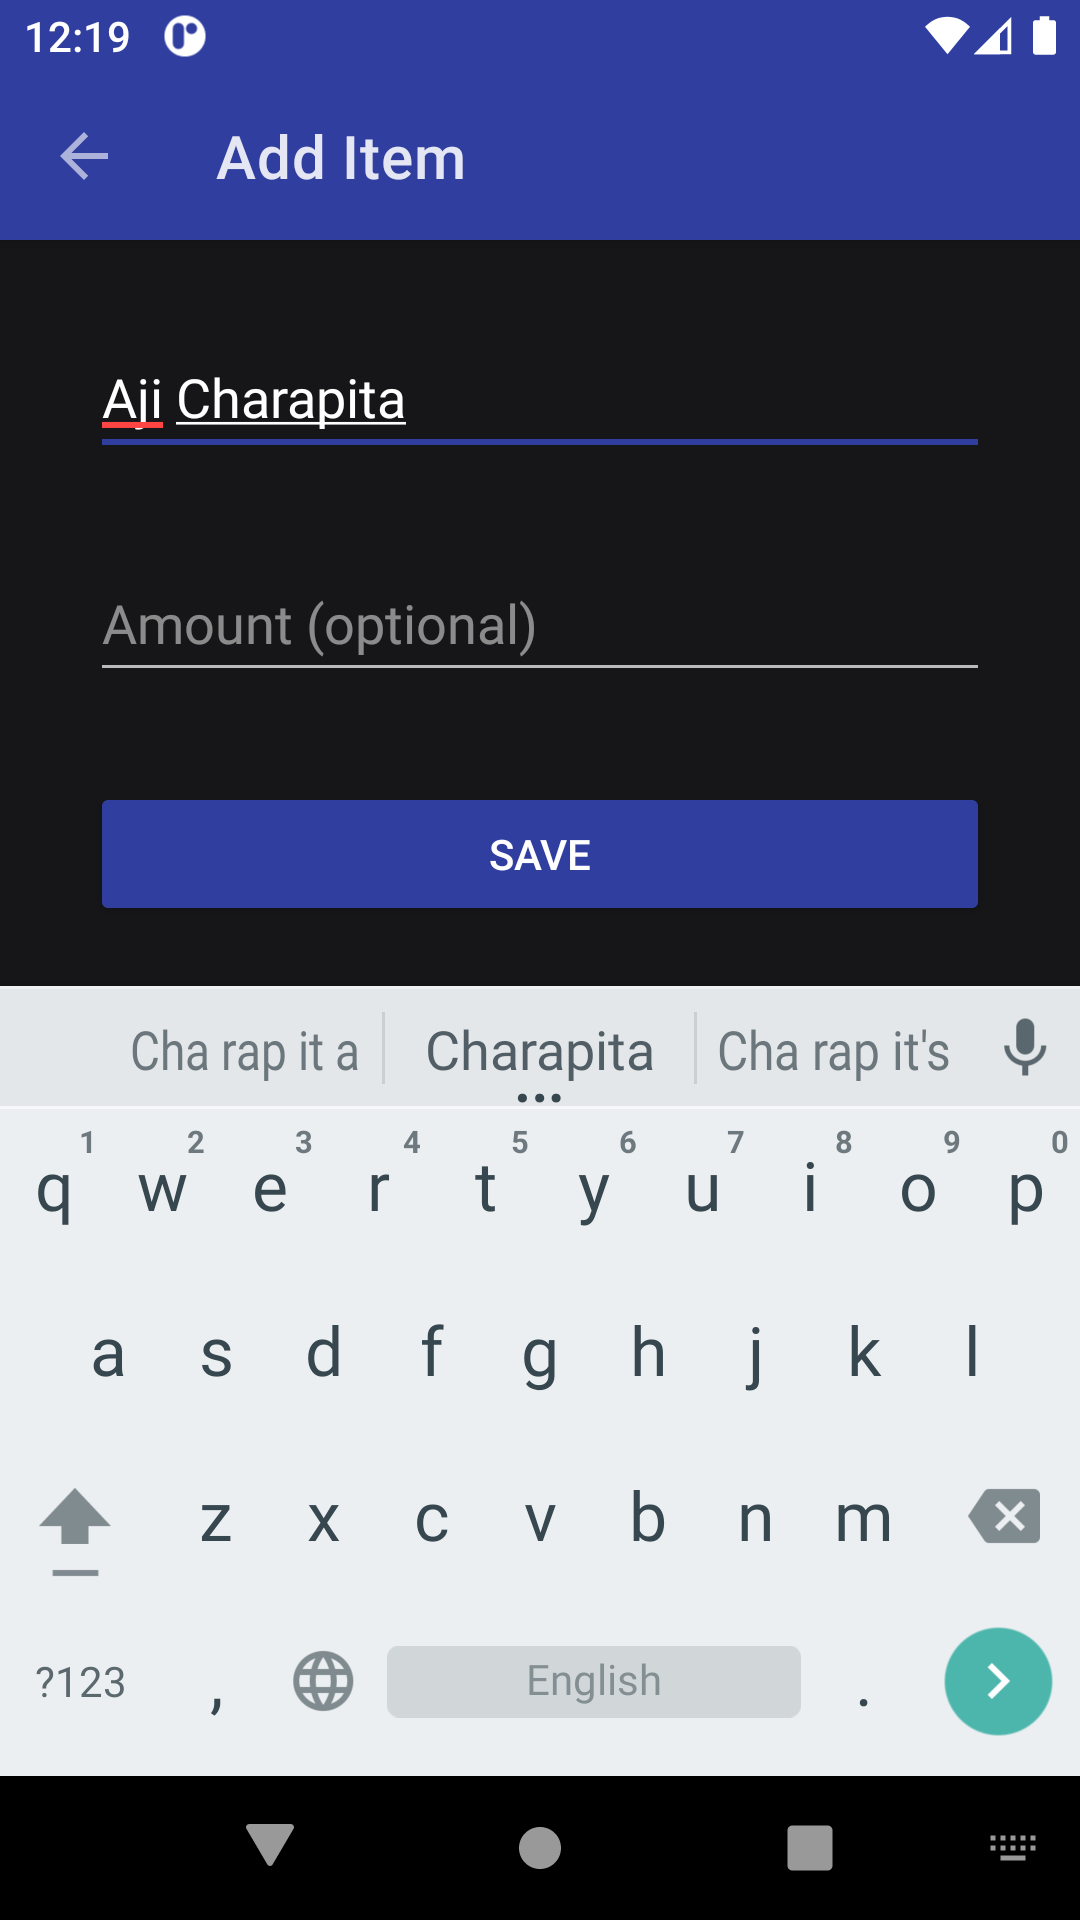 12:19
Add Item
Aji Charapita
Amount (optional)
SAVE
Cha rap it a Charapita Cha rap it's
1 2 3 4 5 6 7 8 9 0
q w e r t y u i o p
a s d f g h j k l
z x c v b n m
?123 , English .